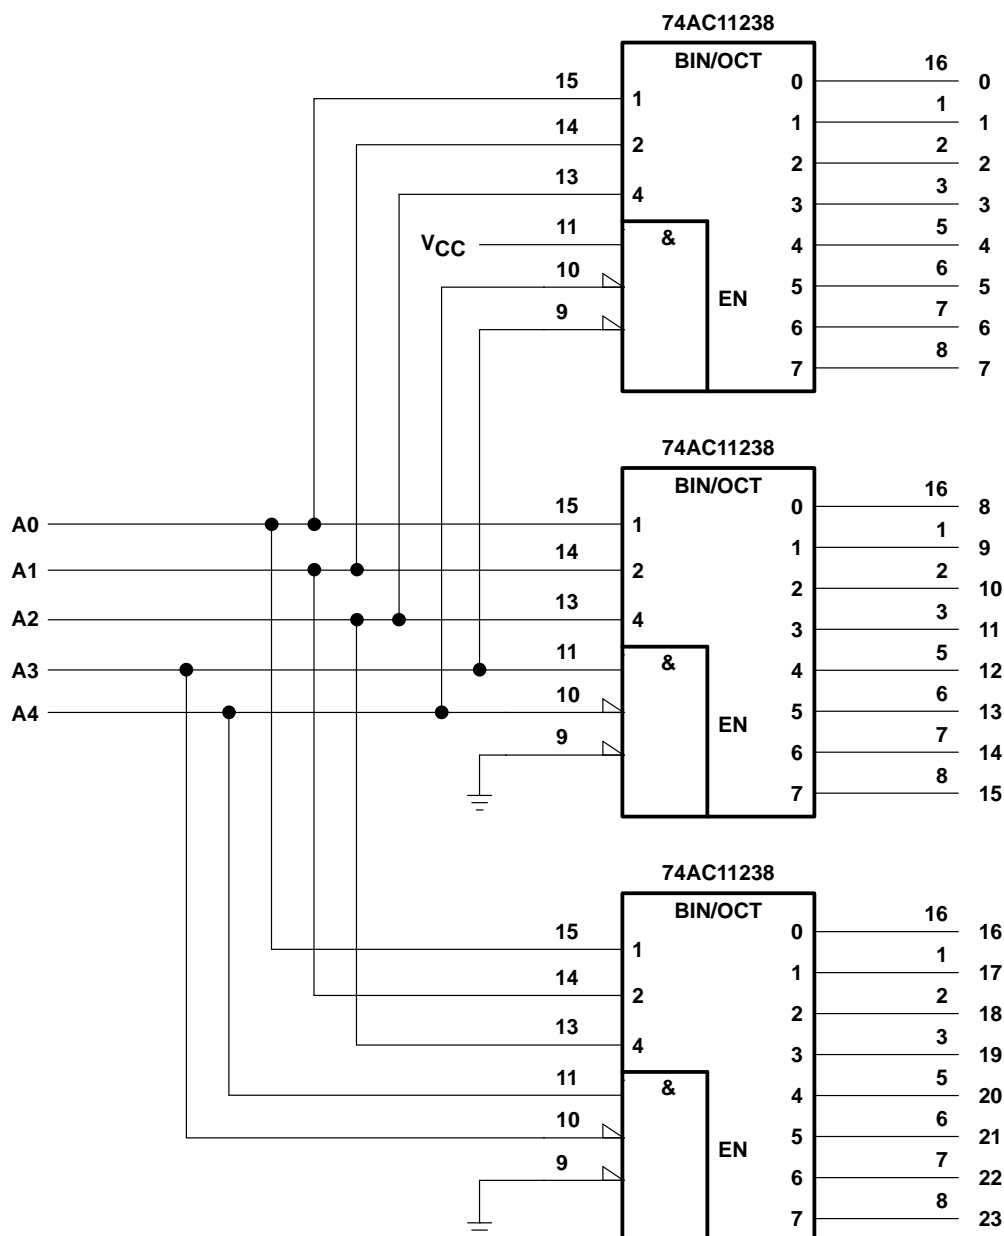 74AC11238
BIN/OCT
15 1 0 16 0
14 2 1 1 1
13 4 2 2 2
VCC 11 & 3 3 3
10 4 5 4
9 EN 5 6 5
6 7 6
7 8 7
74AC11238
BIN/OCT
A0 15 1 0 16 8
A1 14 2 1 1 9
A2 13 4 2 2 10
A3 11 & 3 3 11
A4 10 4 5 12
9 EN 5 6 13
6 7 14
7 8 15
74AC11238
BIN/OCT
15 1 0 16 16
14 2 1 1 17
13 4 2 2 18
11 & 3 3 19
10 4 5 20
9 EN 5 6 21
6 7 22
7 8 23